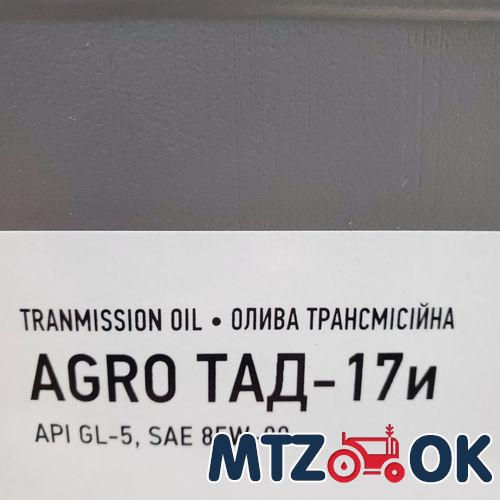 TRANMISSION OIL • ОЛИВА ТРАНСМІСІЙНА
AGRO ТАД-17и
API GL-5, SAE
MTZ OK